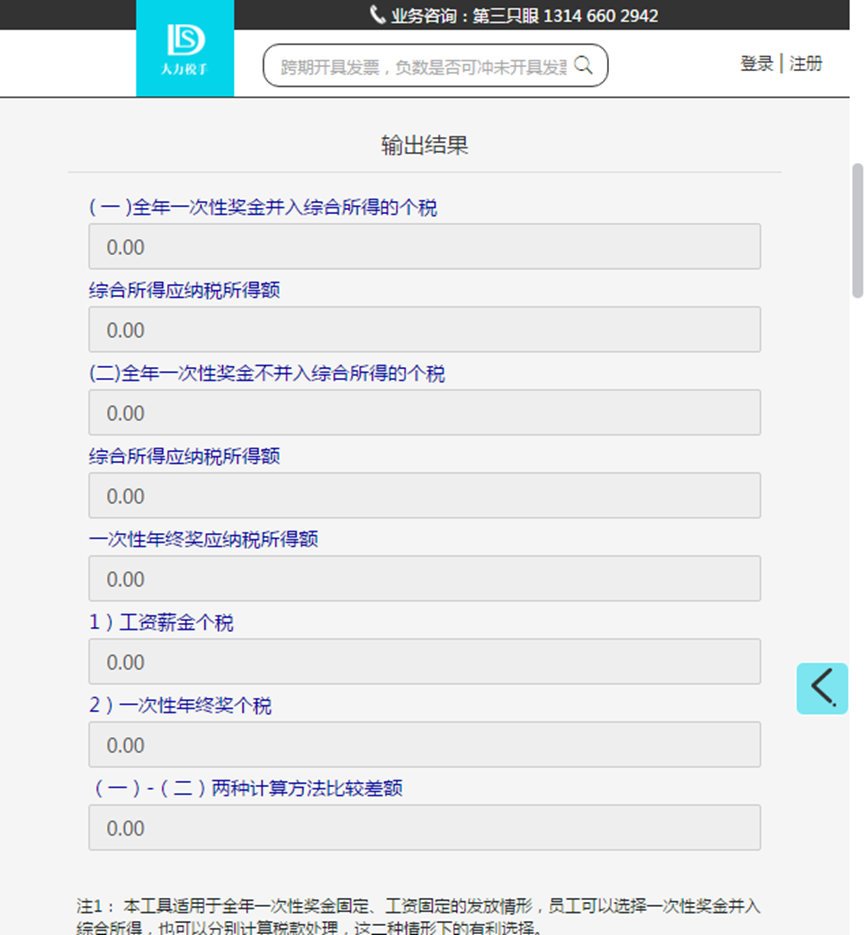 业务咨询：第三只眼 1314 660 2942
大力税手
跨期开具发票，负数是否可冲未开具发票
登录 | 注册
输出结果
( 一 )全年一次性奖金并入综合所得的个税
0.00
综合所得应纳税所得额
0.00
(二)全年一次性奖金不并入综合所得的个税
0.00
综合所得应纳税所得额
0.00
一次性年终奖应纳税所得额
0.00
1）工资薪金个税
0.00
2）一次性年终奖个税
0.00
（一）-（二）两种计算方法比较差额
0.00
注1： 本工具适用于全年一次性奖金固定、工资固定的发放情形，员工可以选择一次性奖金并入
综合所得，也可以分别计算税款处理，这二种情形下的有利选择。